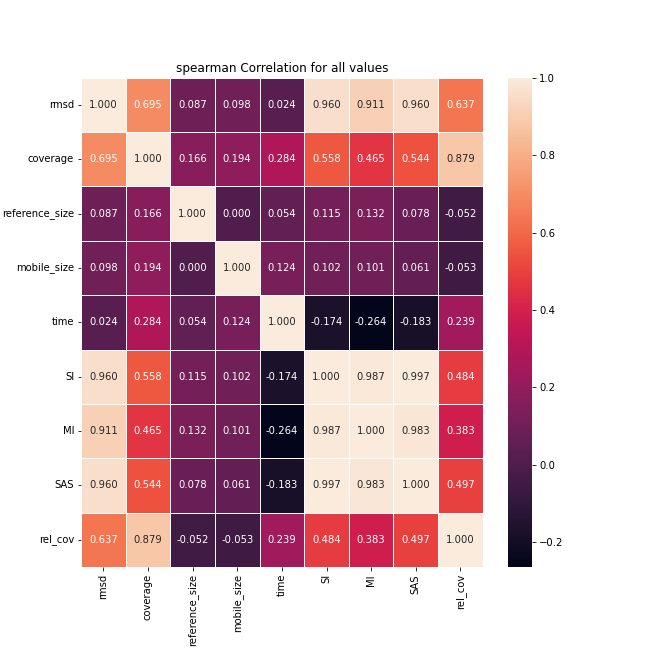 spearman Correlation for all values
rmsd 1.000 0.695 0.087 0.098 0.024 0.960 0.911 0.960 0.637
coverage 0.695 1.000 0.166 0.194 0.284 0.558 0.465 0.544 0.879
reference_size 0.087 0.166 1.000 0.000 0.054 0.115 0.132 0.078 -0.052
mobile_size 0.098 0.194 0.000 1.000 0.124 0.102 0.101 0.061 -0.053
time 0.024 0.284 0.054 0.124 1.000 -0.174 -0.264 -0.183 0.239
SI 0.960 0.558 0.115 0.102 -0.174 1.000 0.987 0.997 0.484
MI 0.911 0.465 0.132 0.101 -0.264 0.987 1.000 0.983 0.383
SAS 0.960 0.544 0.078 0.061 -0.183 0.997 0.983 1.000 0.497
rel_cov 0.637 0.879 -0.052 -0.053 0.239 0.484 0.383 0.497 1.000
rmsd coverage reference_size mobile_size time SI MI SAS rel_cov
1.0
0.8
0.6
0.4
0.2
0.0
−0.2